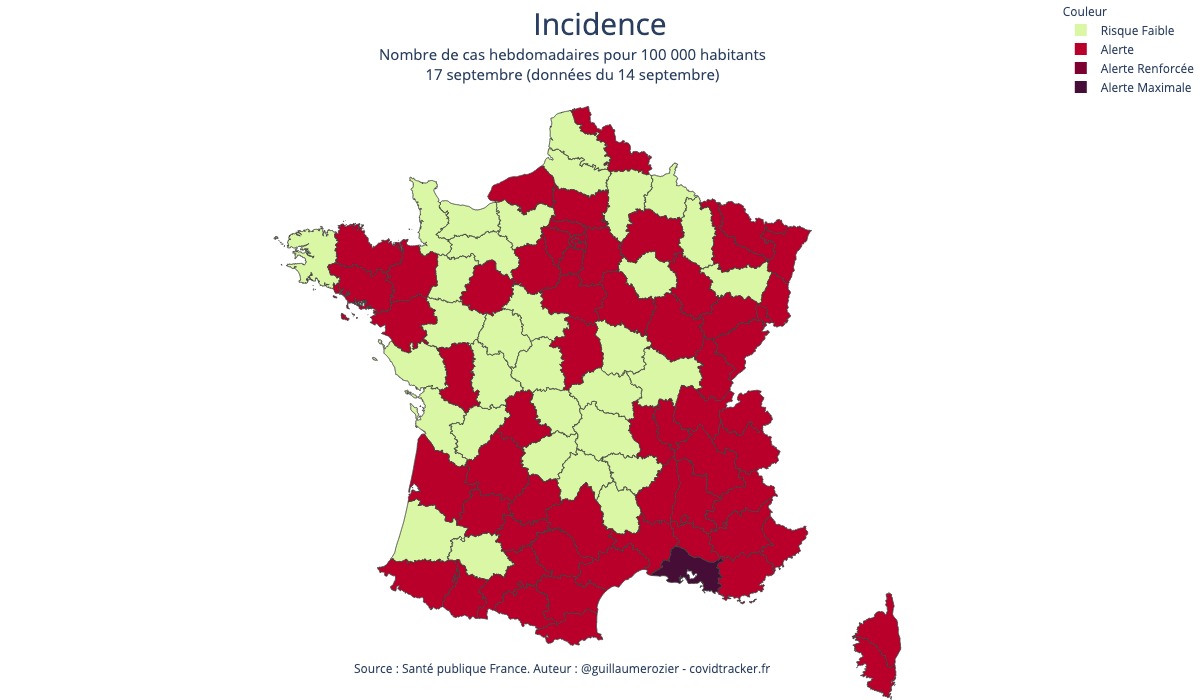 Incidence
Nombre de cas hebdomadaires pour 100 000 habitants
17 septembre (données du 14 septembre)
Couleur
Risque Faible
Alerte
Alerte Renforcée
Alerte Maximale
Source : Santé publique France. Auteur : @guillaumerozier - covidtracker.fr